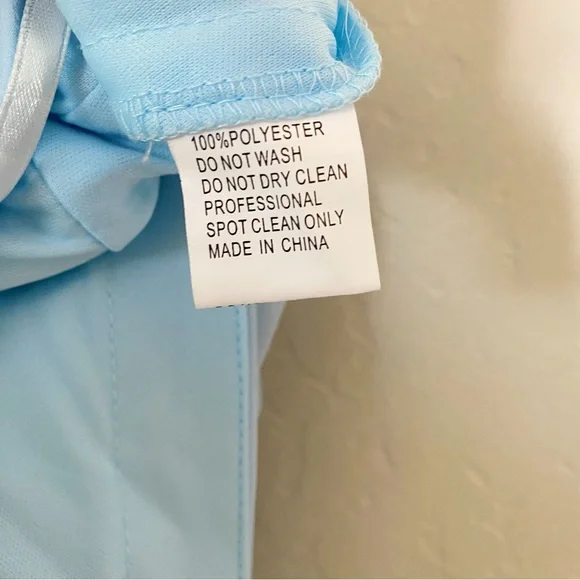 100%POLYESTER
DO NOT WASH
DO NOT DRY CLEAN
PROFESSIONAL
SPOT CLEAN ONLY
MADE IN CHINA